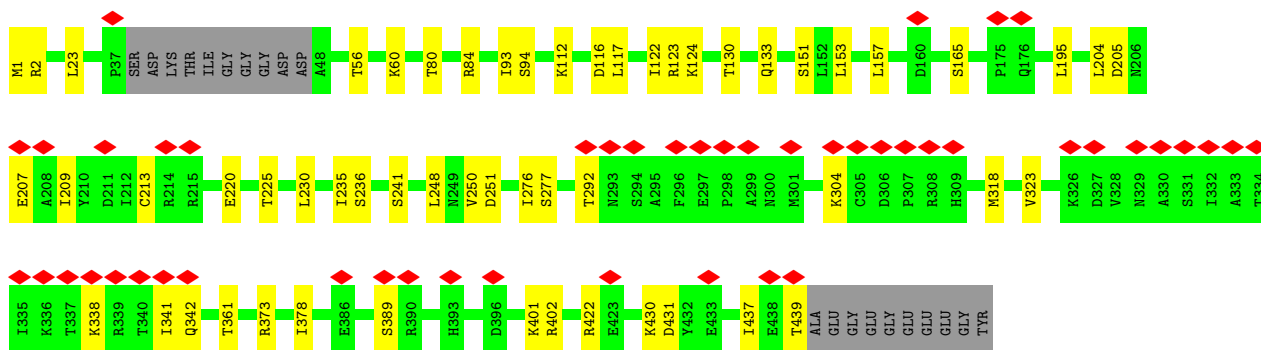 M1 R2 L23 P37 SER ASP LYS THR ILE GLY GLY GLY ASP ASP A48 T56 K60 T80 R84 I93 S94 K112 D116 L117 I122 R123 K124 T130 Q133 S151 L152 L153 L157 D160 S165 P175 Q176 L195 L204 D205 N206
E207 A208 I209 Y210 D211 I212 C213 R214 R215 E220 T225 L230 I235 S236 S241 L248 N249 V250 D251 I276 S277 T292 N293 S294 A295 F296 E297 P298 A299 N300 M301 K304 C305 D306 P307 R308 H309 M318 V323 K326 D327 V328 N329 A330 S331 I332 A333 T334
I335 K336 T337 K338 R339 T340 I341 Q342 T361 R373 I378 E386 S389 R390 H393 D396 K401 R402 R422 E423 K430 D431 Y432 E433 I437 E438 T439 ALA GLU GLY GLU GLY GLU GLU GLU GLY TYR